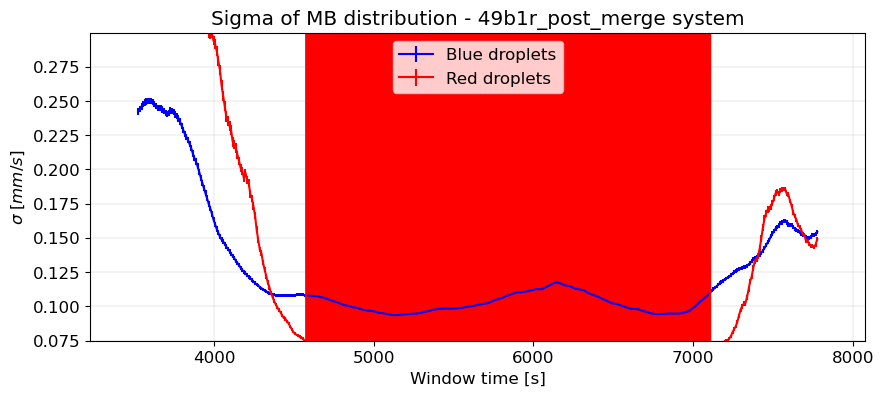 Sigma of MB distribution - 49b1r_post_merge system
Blue droplets
Red droplets
0.275
0.250
0.225
0.200
0.175
0.150
0.125
0.100
0.075
σ [mm/s]
4000 5000 6000 7000 8000
Window time [s]